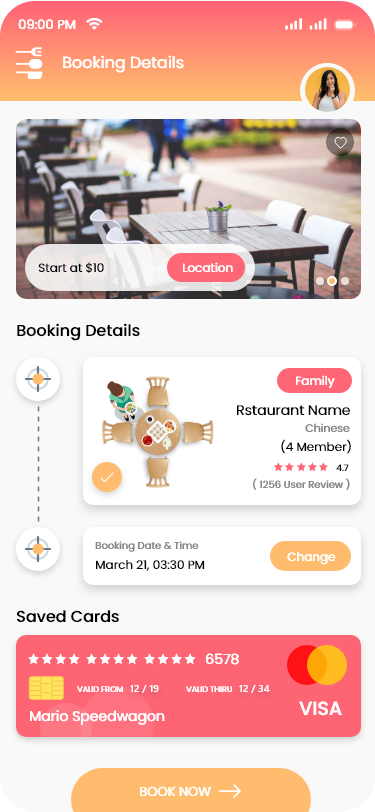 09:00 PM
Booking Details
Start at $10
Location
Booking Details
Family
Rstaurant Name
Chinese
(4 Member)
4.7
( 1256 User Review )
Booking Date & Time
March 21, 03:30 PM
Change
Saved Cards
6578
VALID FROM 12 / 19 VALID THIRU 12 / 34
Mario Speedwagon
VISA
BOOK NOW